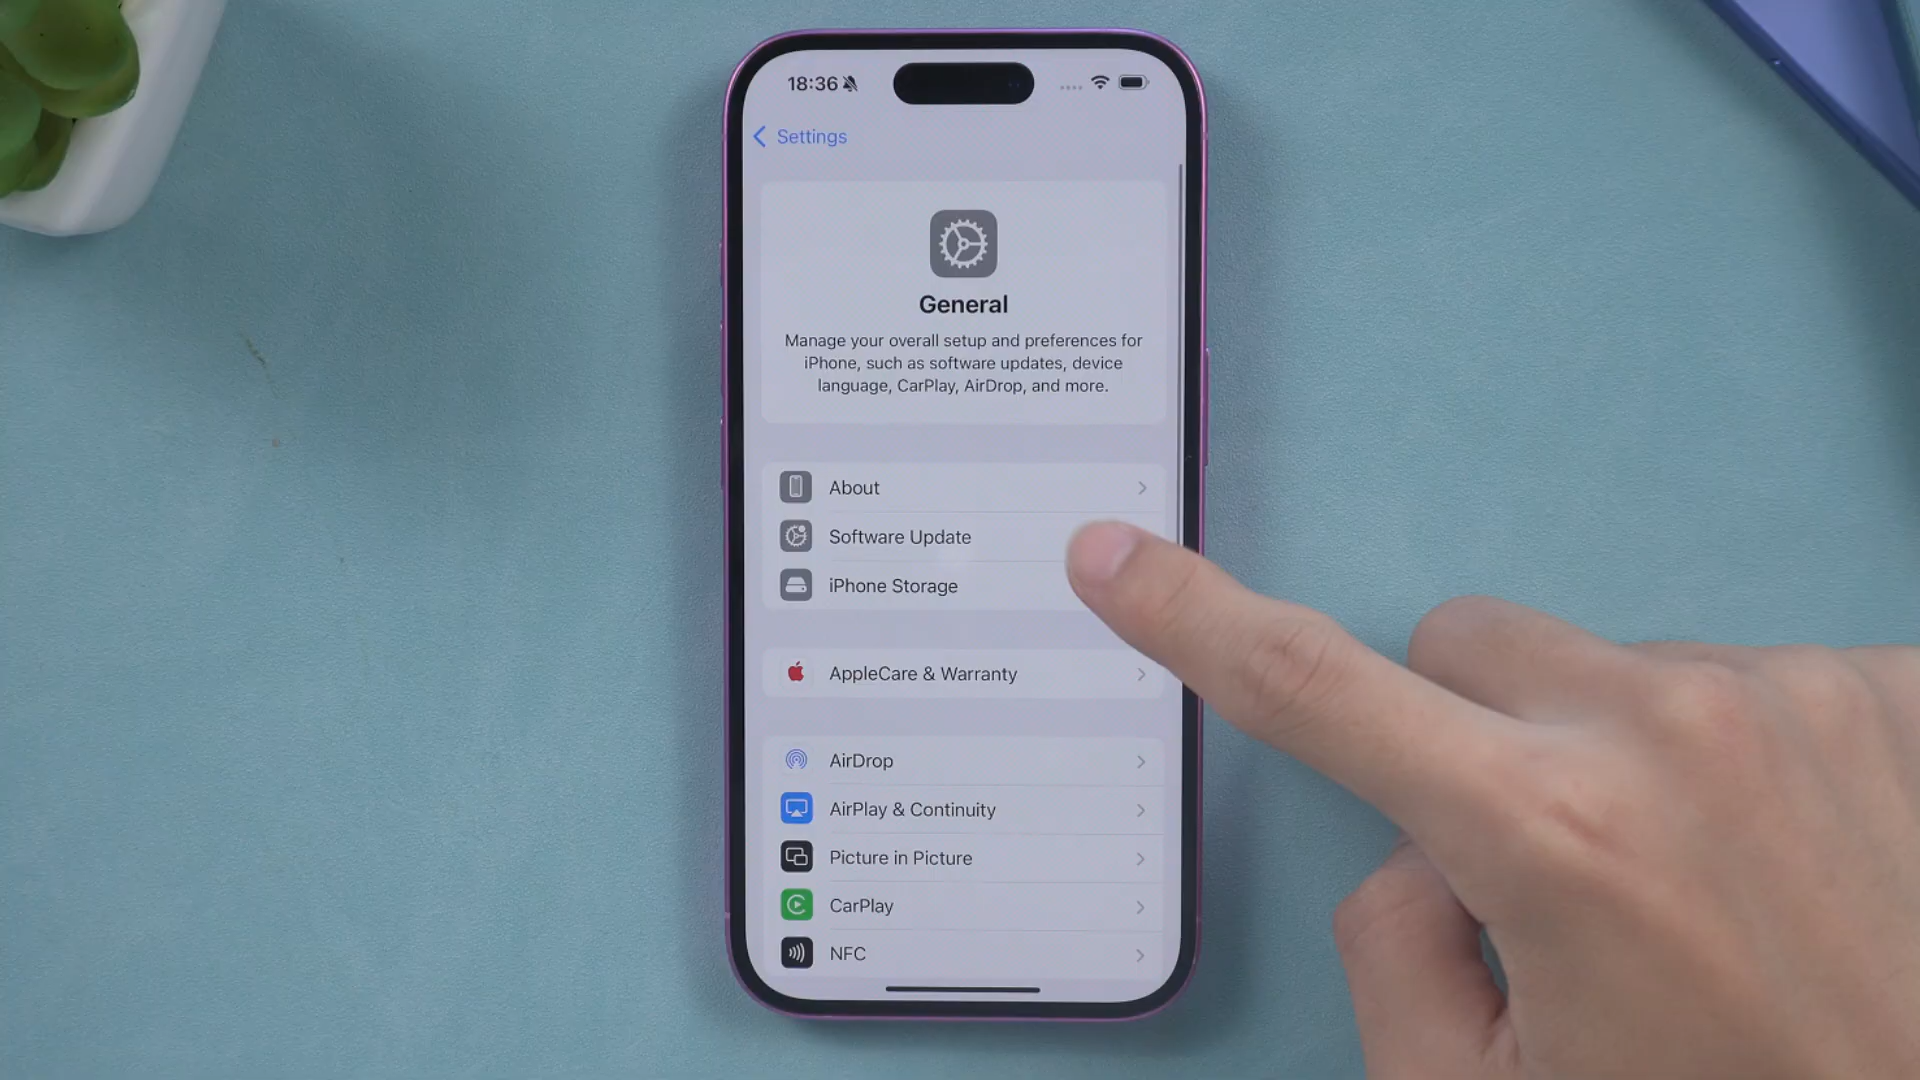 18:36
Settings
General
Manage your overall setup and preferences for
iPhone, such as software updates, device
language, CarPlay, AirDrop, and more.
About
Software Update
iPhone Storage
AppleCare & Warranty
AirDrop
AirPlay & Continuity
Picture in Picture
CarPlay
NFC